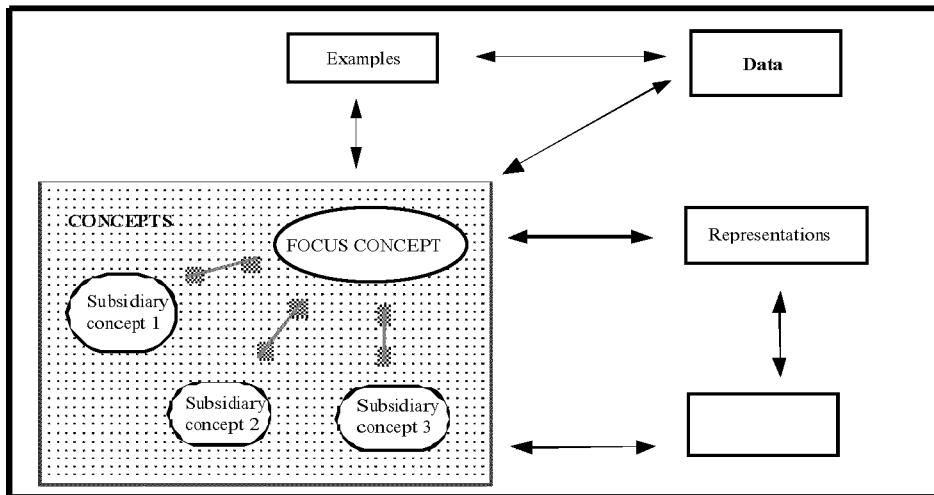 Examples
Data
CONCEPTS
FOCUS CONCEPT
Representations
Subsidiary
concept 1
Subsidiary
concept 2
Subsidiary
concept 3